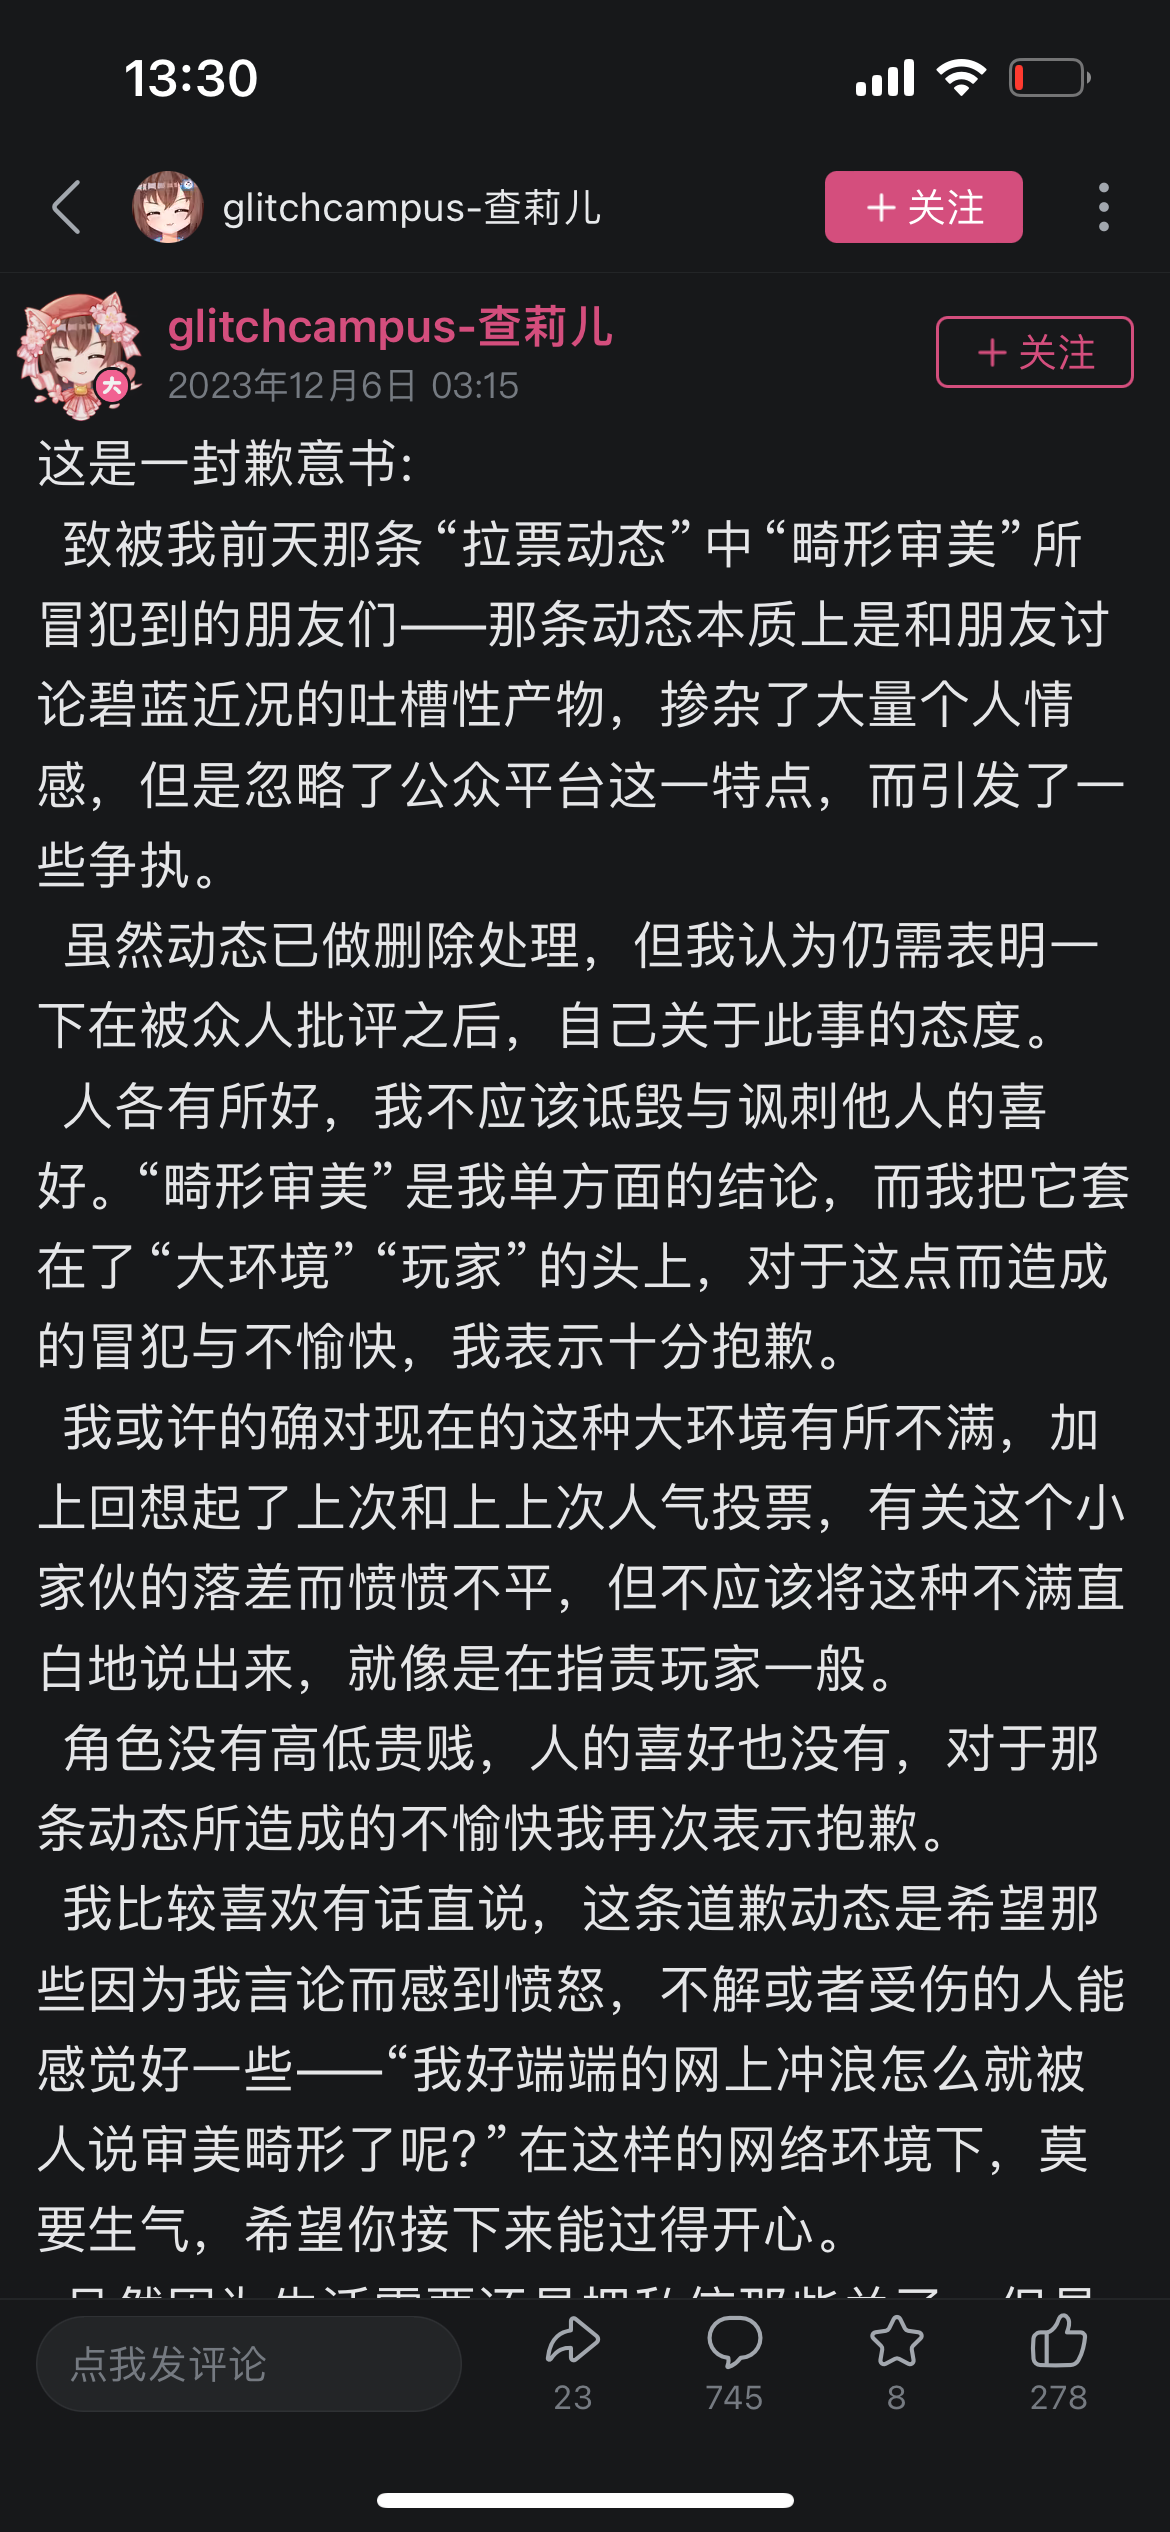 13:30
glitchcampus-查莉儿
+ 关注
glitchcampus-查莉儿
大
2023年12月6日 03:15
+ 关注
这是一封歉意书：
致被我前天那条“拉票动态”中“畸形审美”所
冒犯到的朋友们——那条动态本质上是和朋友讨
论碧蓝近况的吐槽性产物，掺杂了大量个人情
感，但是忽略了公众平台这一特点，而引发了一
些争执。
虽然动态已做删除处理，但我认为仍需表明一
下在被众人批评之后，自己关于此事的态度。
人各有所好，我不应该诋毁与讽刺他人的喜
好。“畸形审美”是我单方面的结论，而我把它套
在了“大环境”“玩家”的头上，对于这点而造成
的冒犯与不愉快，我表示十分抱歉。
我或许的确对现在的这种大环境有所不满，加
上回想起了上次和上上次人气投票，有关这个小
家伙的落差而愤愤不平，但不应该将这种不满直
白地说出来，就像是在指责玩家一般。
角色没有高低贵贱，人的喜好也没有，对于那
条动态所造成的不愉快我再次表示抱歉。
我比较喜欢有话直说，这条道歉动态是希望那
些因为我言论而感到愤怒，不解或者受伤的人能
感觉好一些——“我好端端的网上冲浪怎么就被
人说审美畸形了呢？”在这样的网络环境下，莫
要生气，希望你接下来能过得开心。
点我发评论
23
745
8
278